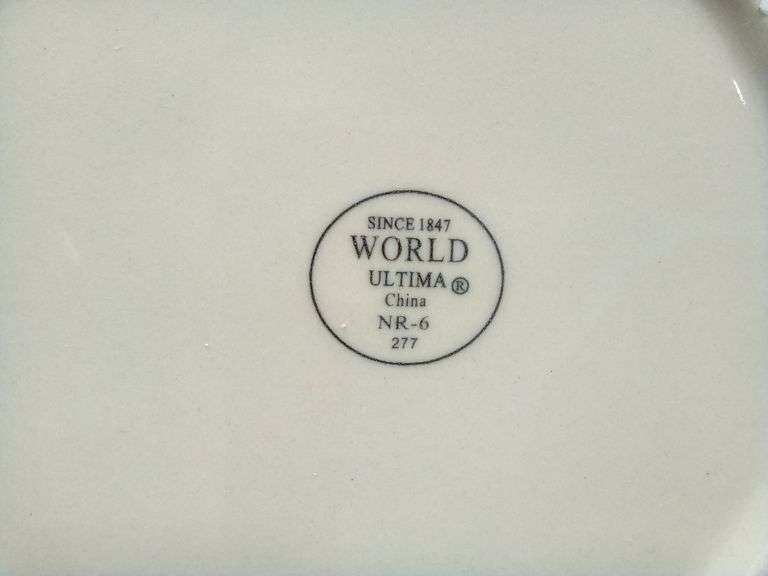 SINCE 1847
WORLD
ULTIMA ®
China
NR-6
277